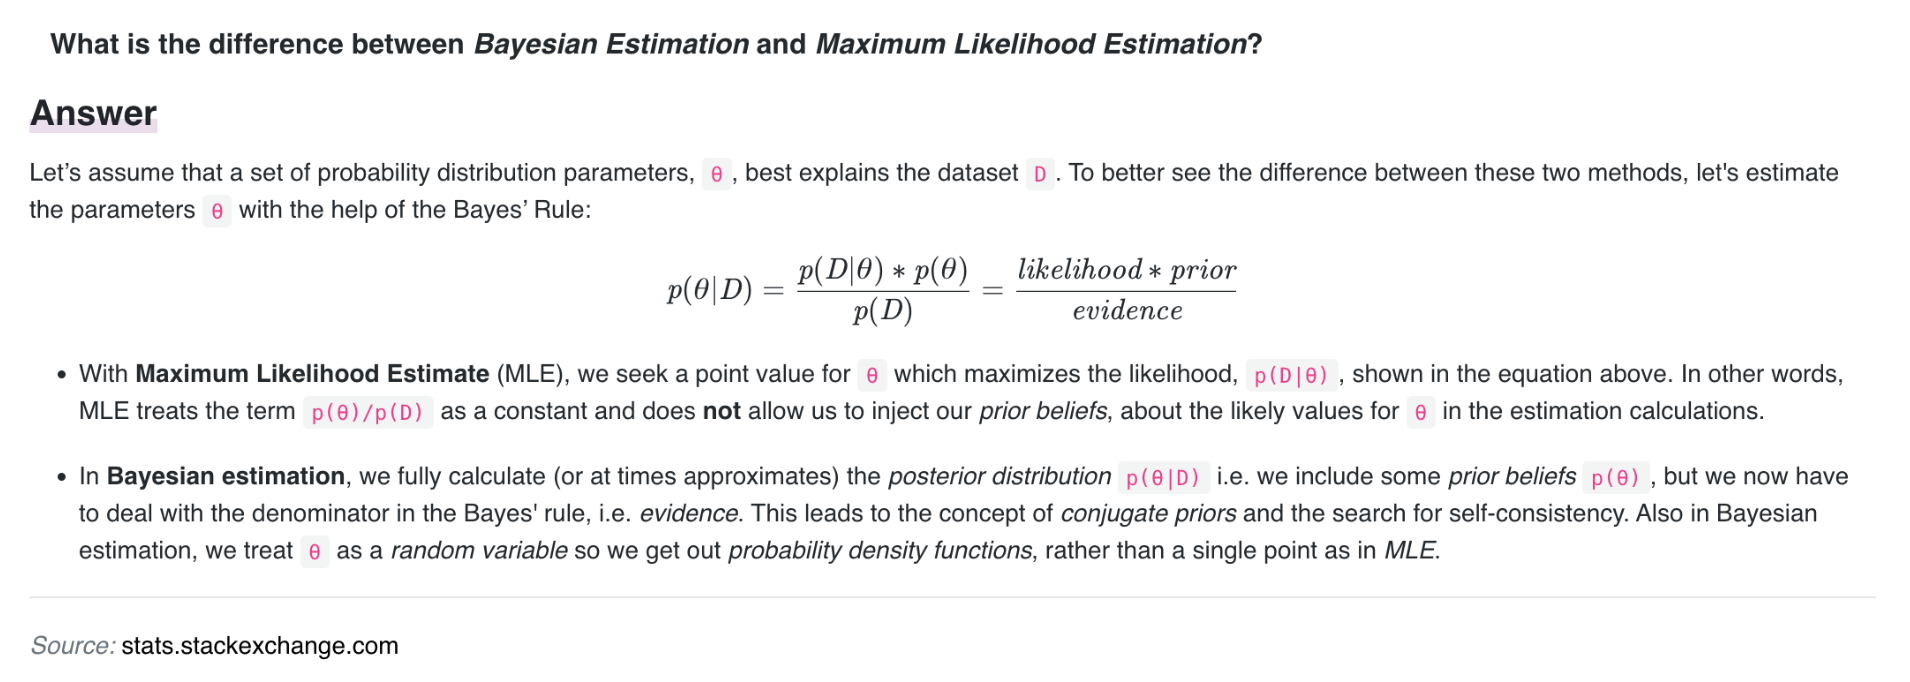 What is the difference between Bayesian Estimation and Maximum Likelihood Estimation?
Answer
Let’s assume that a set of probability distribution parameters, θ , best explains the dataset D . To better see the difference between these two methods, let's estimate
the parameters θ with the help of the Bayes’ Rule:
p(θ|D) = p(D|θ) ∗ p(θ) / p(D) = likelihood ∗ prior / evidence
• With Maximum Likelihood Estimate (MLE), we seek a point value for θ which maximizes the likelihood, p(D|θ) , shown in the equation above. In other words,
MLE treats the term p(θ)/p(D) as a constant and does not allow us to inject our prior beliefs, about the likely values for θ in the estimation calculations.
• In Bayesian estimation, we fully calculate (or at times approximates) the posterior distribution p(θ|D) i.e. we include some prior beliefs p(θ) , but we now have
to deal with the denominator in the Bayes' rule, i.e. evidence. This leads to the concept of conjugate priors and the search for self-consistency. Also in Bayesian
estimation, we treat θ as a random variable so we get out probability density functions, rather than a single point as in MLE.
Source: stats.stackexchange.com